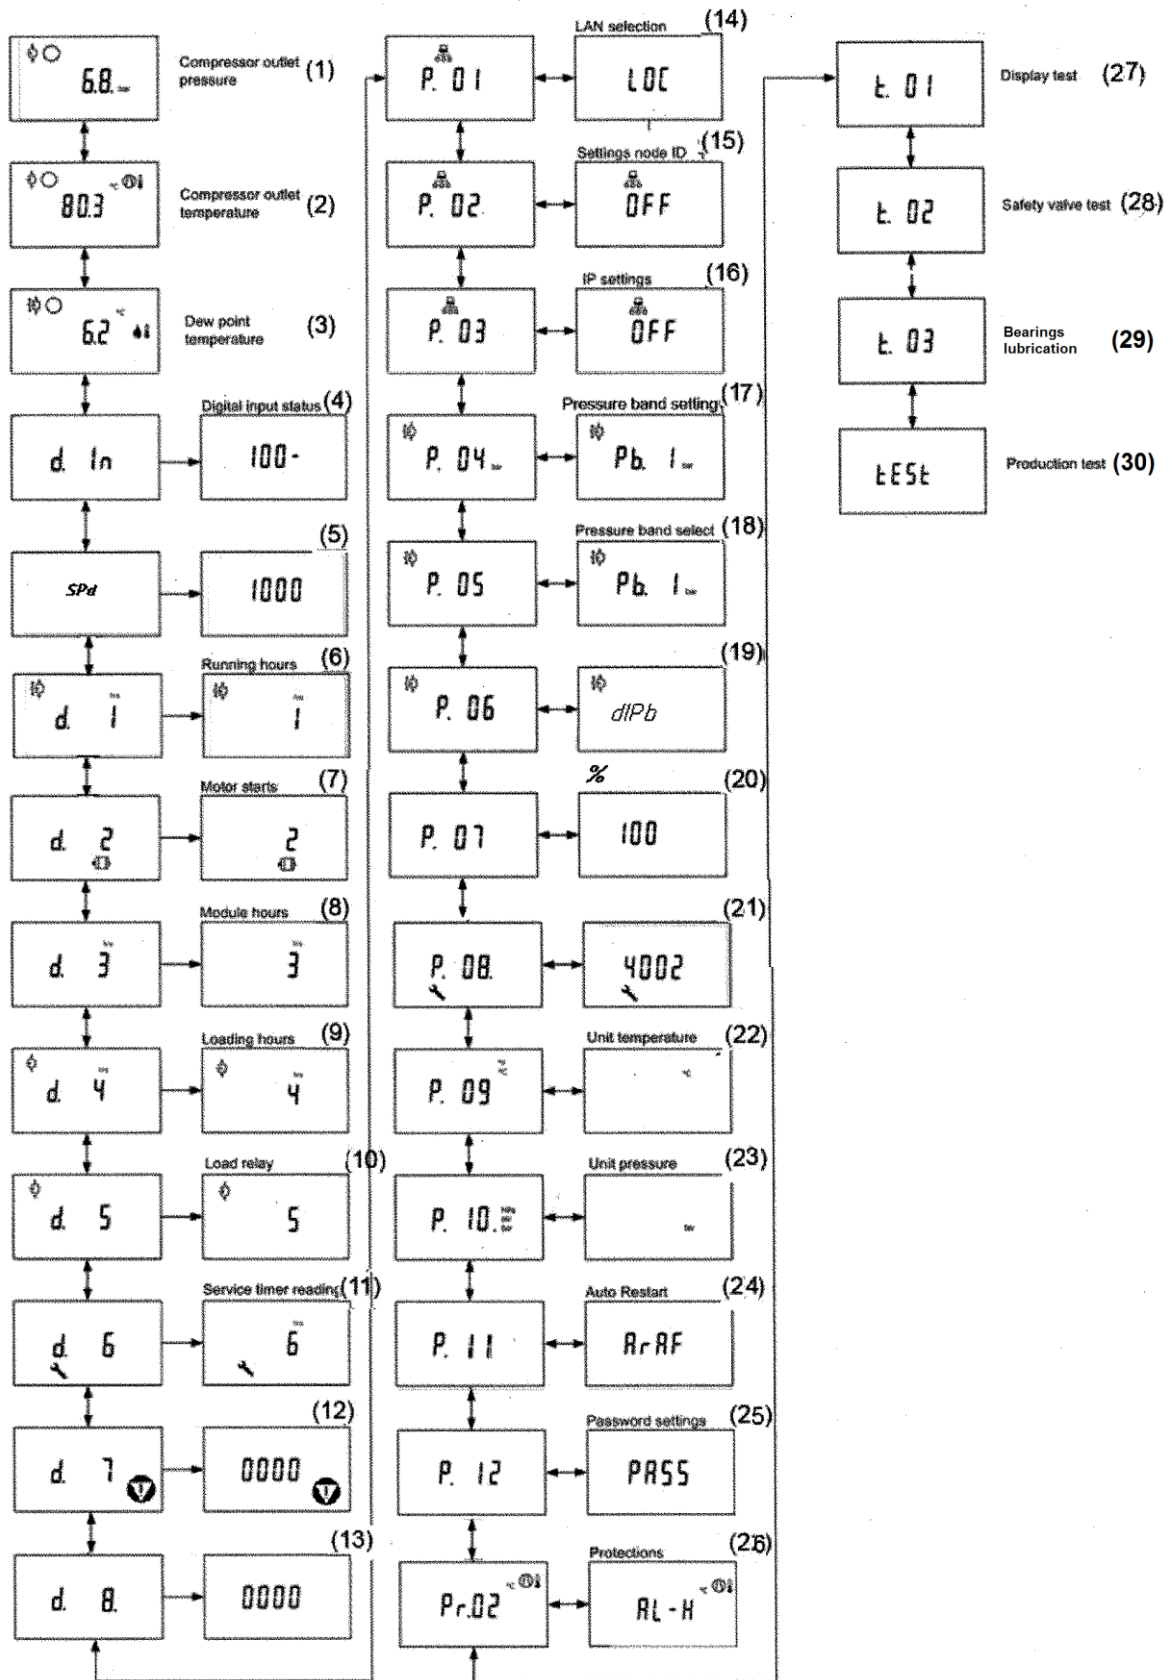 Compressor outlet
pressure (1)
6.8 bar
Compressor outlet
temperature (2)
80.3 °C
Dew point
temperature (3)
6.2 °C
Digital input status (4)
d. In
100-
(5)
SPd
1000
Running hours (6)
d. 1
1
Motor starts (7)
d. 2
2
Module hours (8)
d. 3
3
Loading hours (9)
d. 4
4
Load relay (10)
d. 5
5
Service timer reading (11)
d. 6
6
(12)
d. 7
0000
(13)
d. 8.
0000
LAN selection (14)
P. 01
LOC
Settings node ID (15)
P. 02
OFF
IP settings (16)
P. 03
OFF
Pressure band setting (17)
P. 04 bar
Pb. 1 bar
Pressure band select (18)
P. 05
Pb. 1 bar
(19)
P. 06
dIPb
% (20)
P. 07
100
(21)
P. 08.
4002
Unit temperature (22)
P. 09
°C
Unit pressure (23)
P. 10.
bar
Auto Restart (24)
P. 11
ArAF
Password settings (25)
P. 12
PASS
Protections (26)
Pr.02 °C
AL-H °C
t. 01
Display test (27)
t. 02
Safety valve test (28)
t. 03
Bearings
lubrication (29)
tESt
Production test (30)